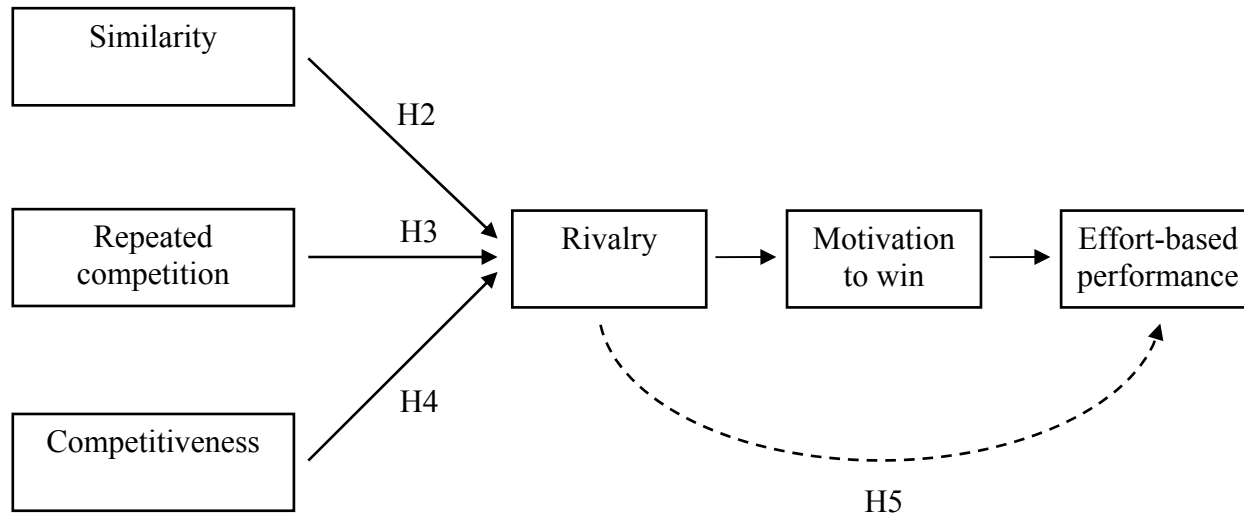 Similarity
H2
Repeated
competition
H3
Rivalry
Motivation
to win
Effort-based
performance
H4
Competitiveness
H5